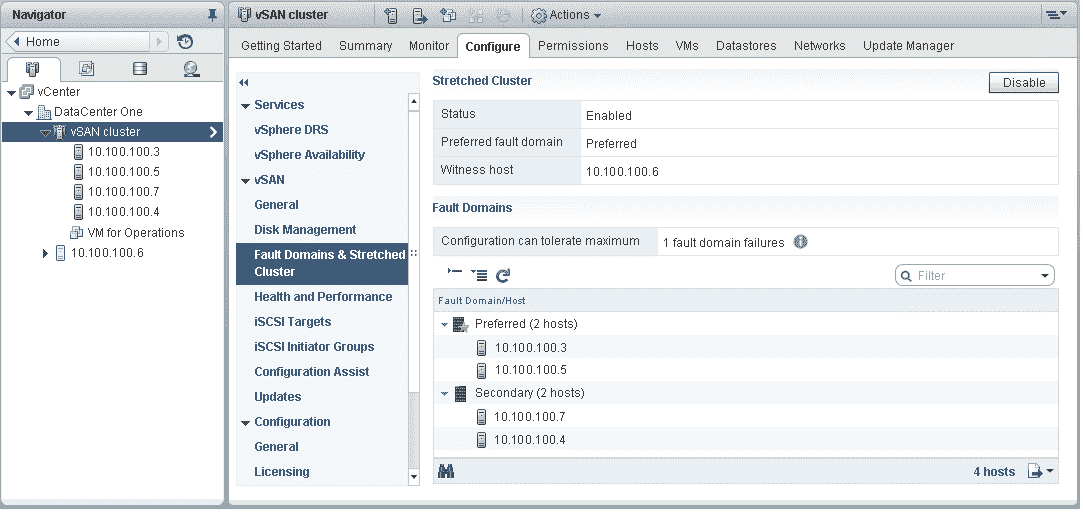 Navigator
Home
vCenter
DataCenter One
vSAN cluster
10.100.100.3
10.100.100.5
10.100.100.7
10.100.100.4
VM for Operations
10.100.100.6
vSAN cluster
Actions
Getting Started Summary Monitor Configure Permissions Hosts VMs Datastores Networks Update Manager
Services
vSphere DRS
vSphere Availability
vSAN
General
Disk Management
Fault Domains & Stretched
Cluster
Health and Performance
iSCSI Targets
iSCSI Initiator Groups
Configuration Assist
Updates
Configuration
General
Licensing
Stretched Cluster
Disable
Status Enabled
Preferred fault domain Preferred
Witness host 10.100.100.6
Fault Domains
Configuration can tolerate maximum 1 fault domain failures
Filter
Fault Domain/Host
Preferred (2 hosts)
10.100.100.3
10.100.100.5
Secondary (2 hosts)
10.100.100.7
10.100.100.4
4 hosts